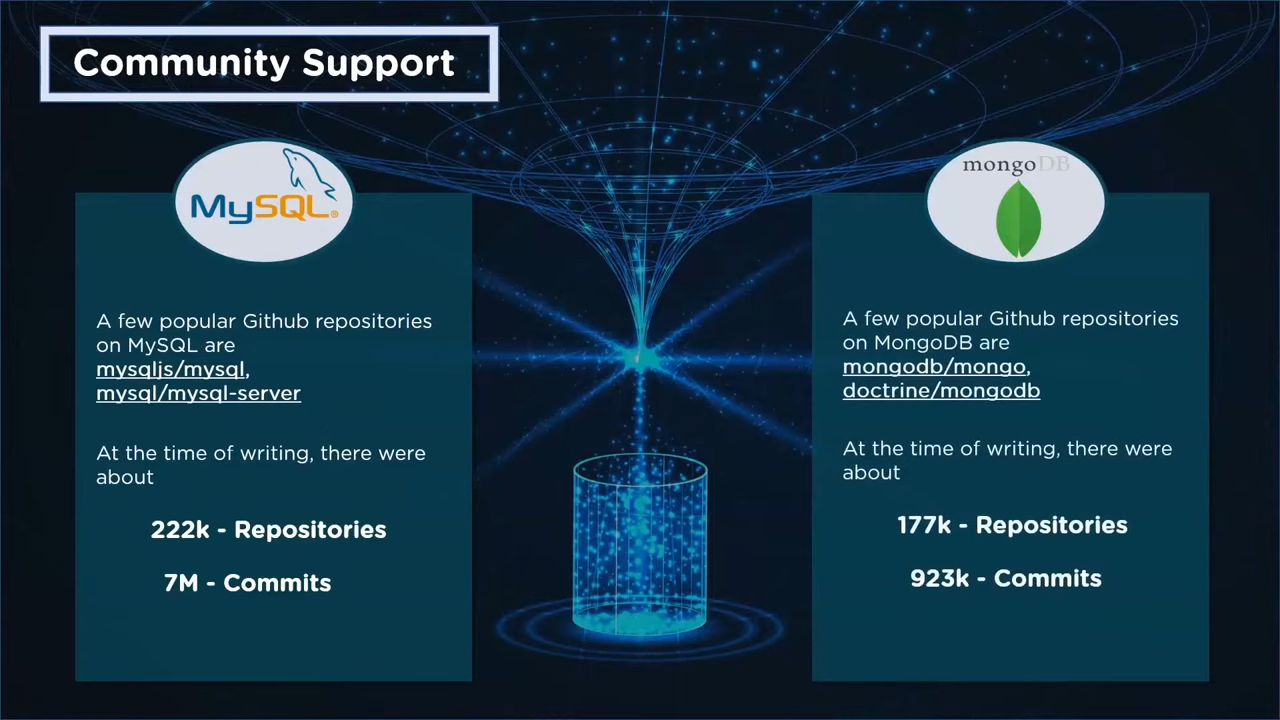 Community Support
MySQL®
A few popular Github repositories
on MySQL are
mysqljs/mysql,
mysql/mysql-server
At the time of writing, there were
about
222k - Repositories
7M - Commits
mongoDB
A few popular Github repositories
on MongoDB are
mongodb/mongo,
doctrine/mongodb
At the time of writing, there were
about
177k - Repositories
923k - Commits